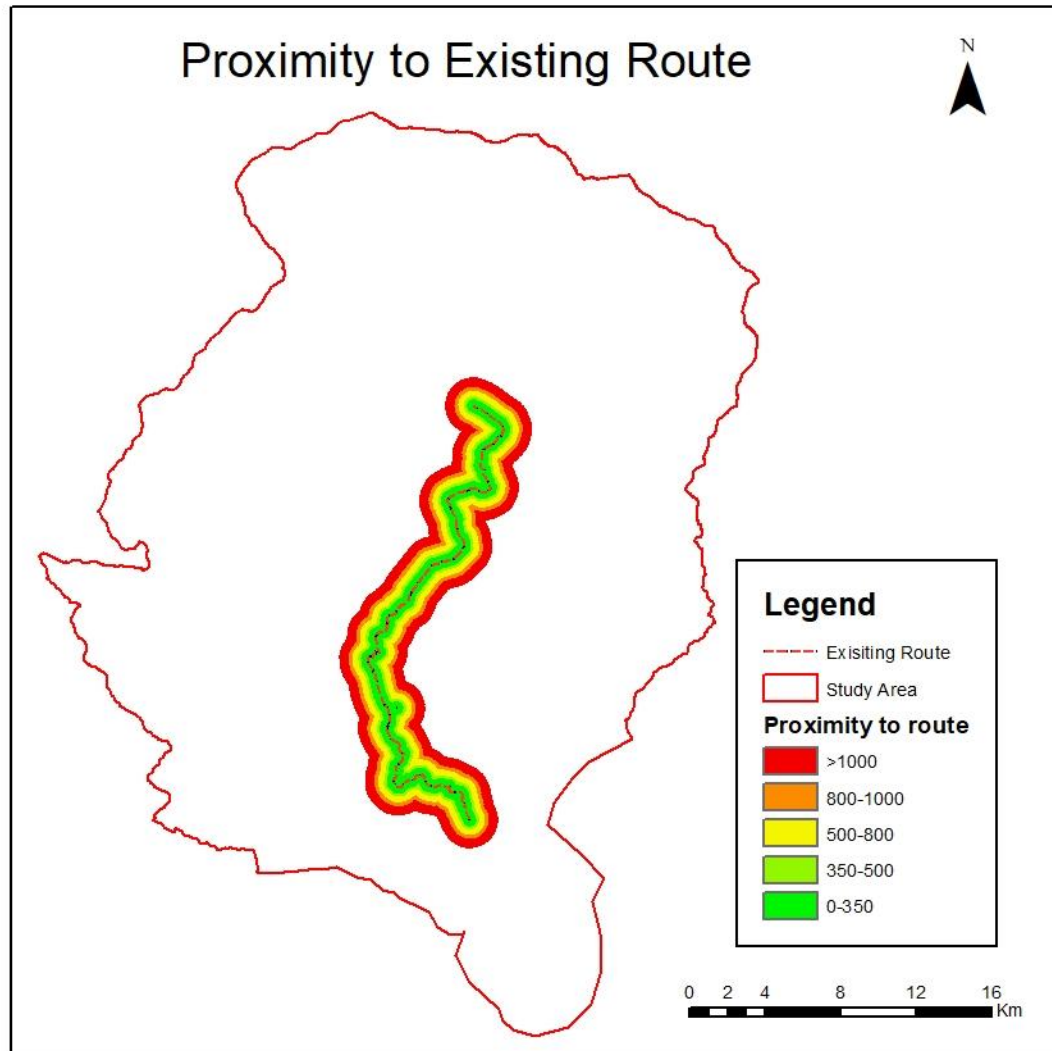 Proximity to Existing Route
N
Legend
Exisiting Route
Study Area
Proximity to route
>1000
800-1000
500-800
350-500
0-350
0 2 4 8 12 16
Km